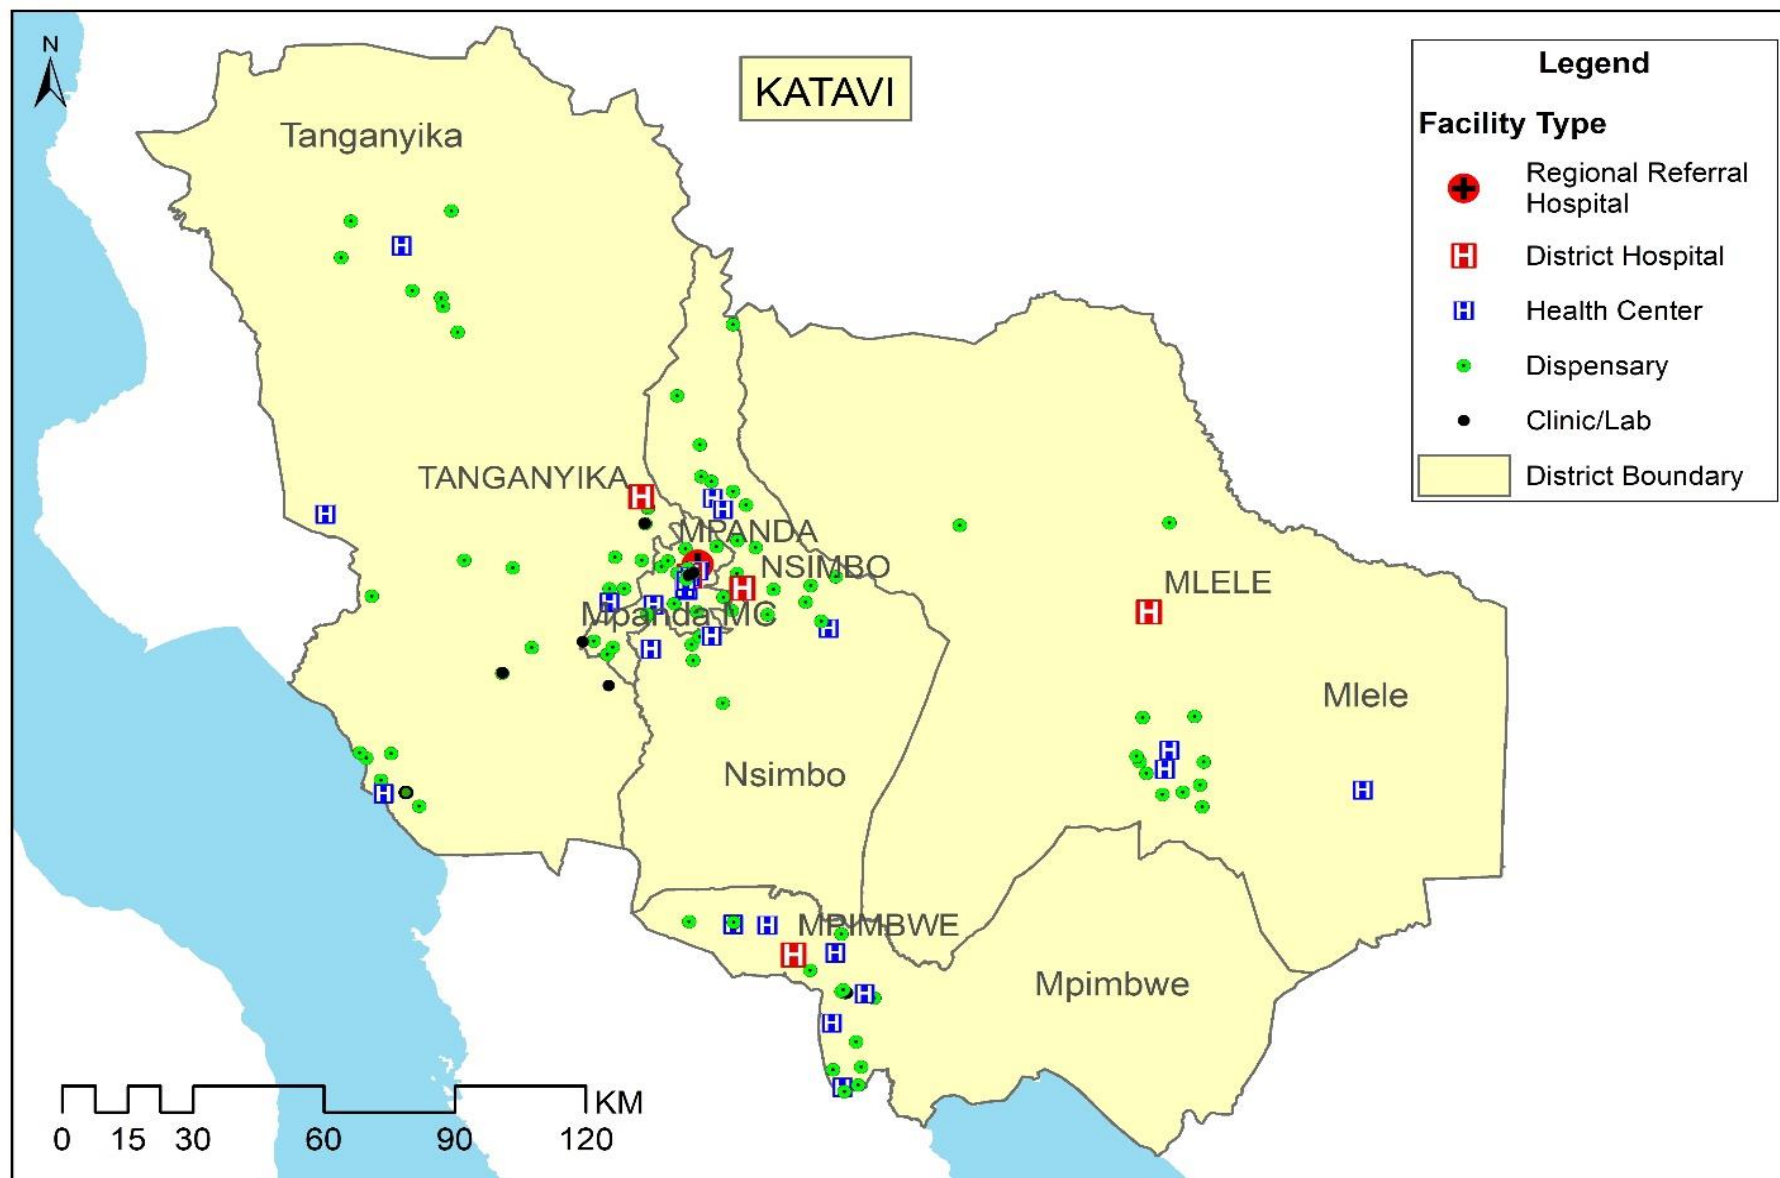 N
KATAVI
Legend
Facility Type
Regional Referral
Hospital
District Hospital
Health Center
Dispensary
Clinic/Lab
District Boundary
Tanganyika
TANGANYIKA
MPANDA
NSIMBO
MLELE
Mpanda MC
Mlele
Nsimbo
MPIMBWE
Mpimbwe
KM
0 15 30 60 90 120